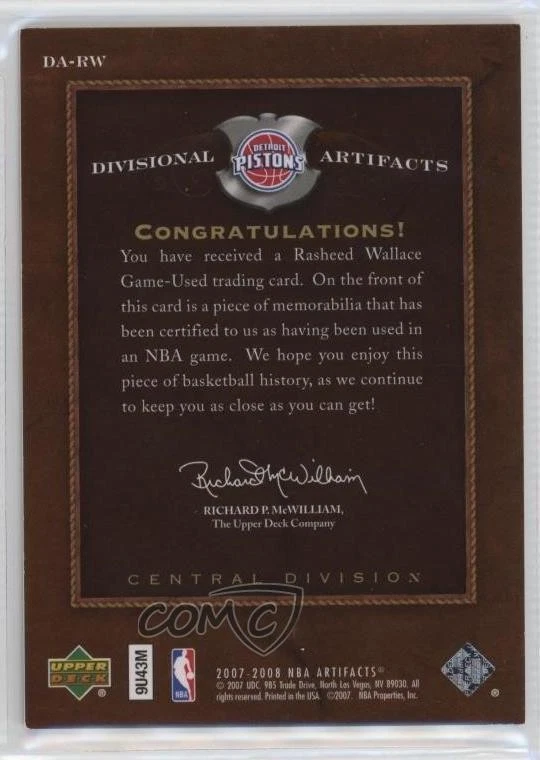 DA-RW
DIVISIONAL DETROIT PISTONS ARTIFACTS
CONGRATULATIONS!
You have received a Rasheed Wallace
Game-Used trading card. On the front of
this card is a piece of memorabilia that has
been certified to us as having been used in
an NBA game. We hope you enjoy this
piece of basketball history, as we continue
to keep you as close as you can get!
Richard P. McWilliam
RICHARD P. McWILLIAM,
The Upper Deck Company
CENTRAL DIVISION
COMC
UPPER DECK ®
9U43M
NBA
2007-2008 NBA ARTIFACTS®
© 2007 UDC. 985 Trade Drive, North Las Vegas, NV 89030. All
rights reserved. Printed in the USA. ©2007. NBA Properties, Inc.
®